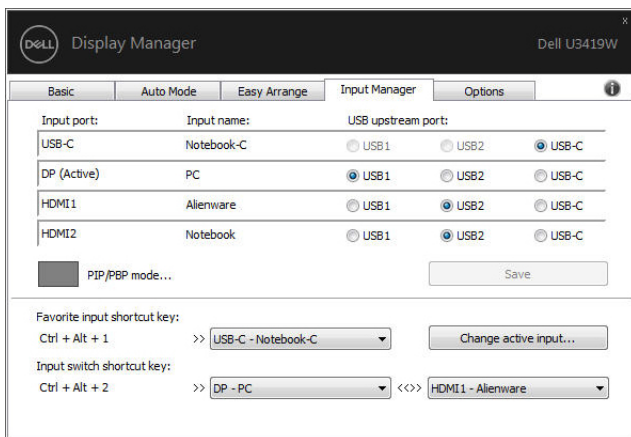 x
DELL Display Manager Dell U3419W
Basic Auto Mode Easy Arrange Input Manager Options i
Input port: Input name: USB upstream port:
USB-C Notebook-C USB1 USB2 USB-C
DP (Active) PC USB1 USB2 USB-C
HDMI1 Alienware USB1 USB2 USB-C
HDMI2 Notebook USB1 USB2 USB-C
PIP/PBP mode... Save
Favorite input shortcut key:
Ctrl + Alt + 1 >> USB-C - Notebook-C Change active input...
Input switch shortcut key:
Ctrl + Alt + 2 >> DP - PC <<>> HDMI1 - Alienware